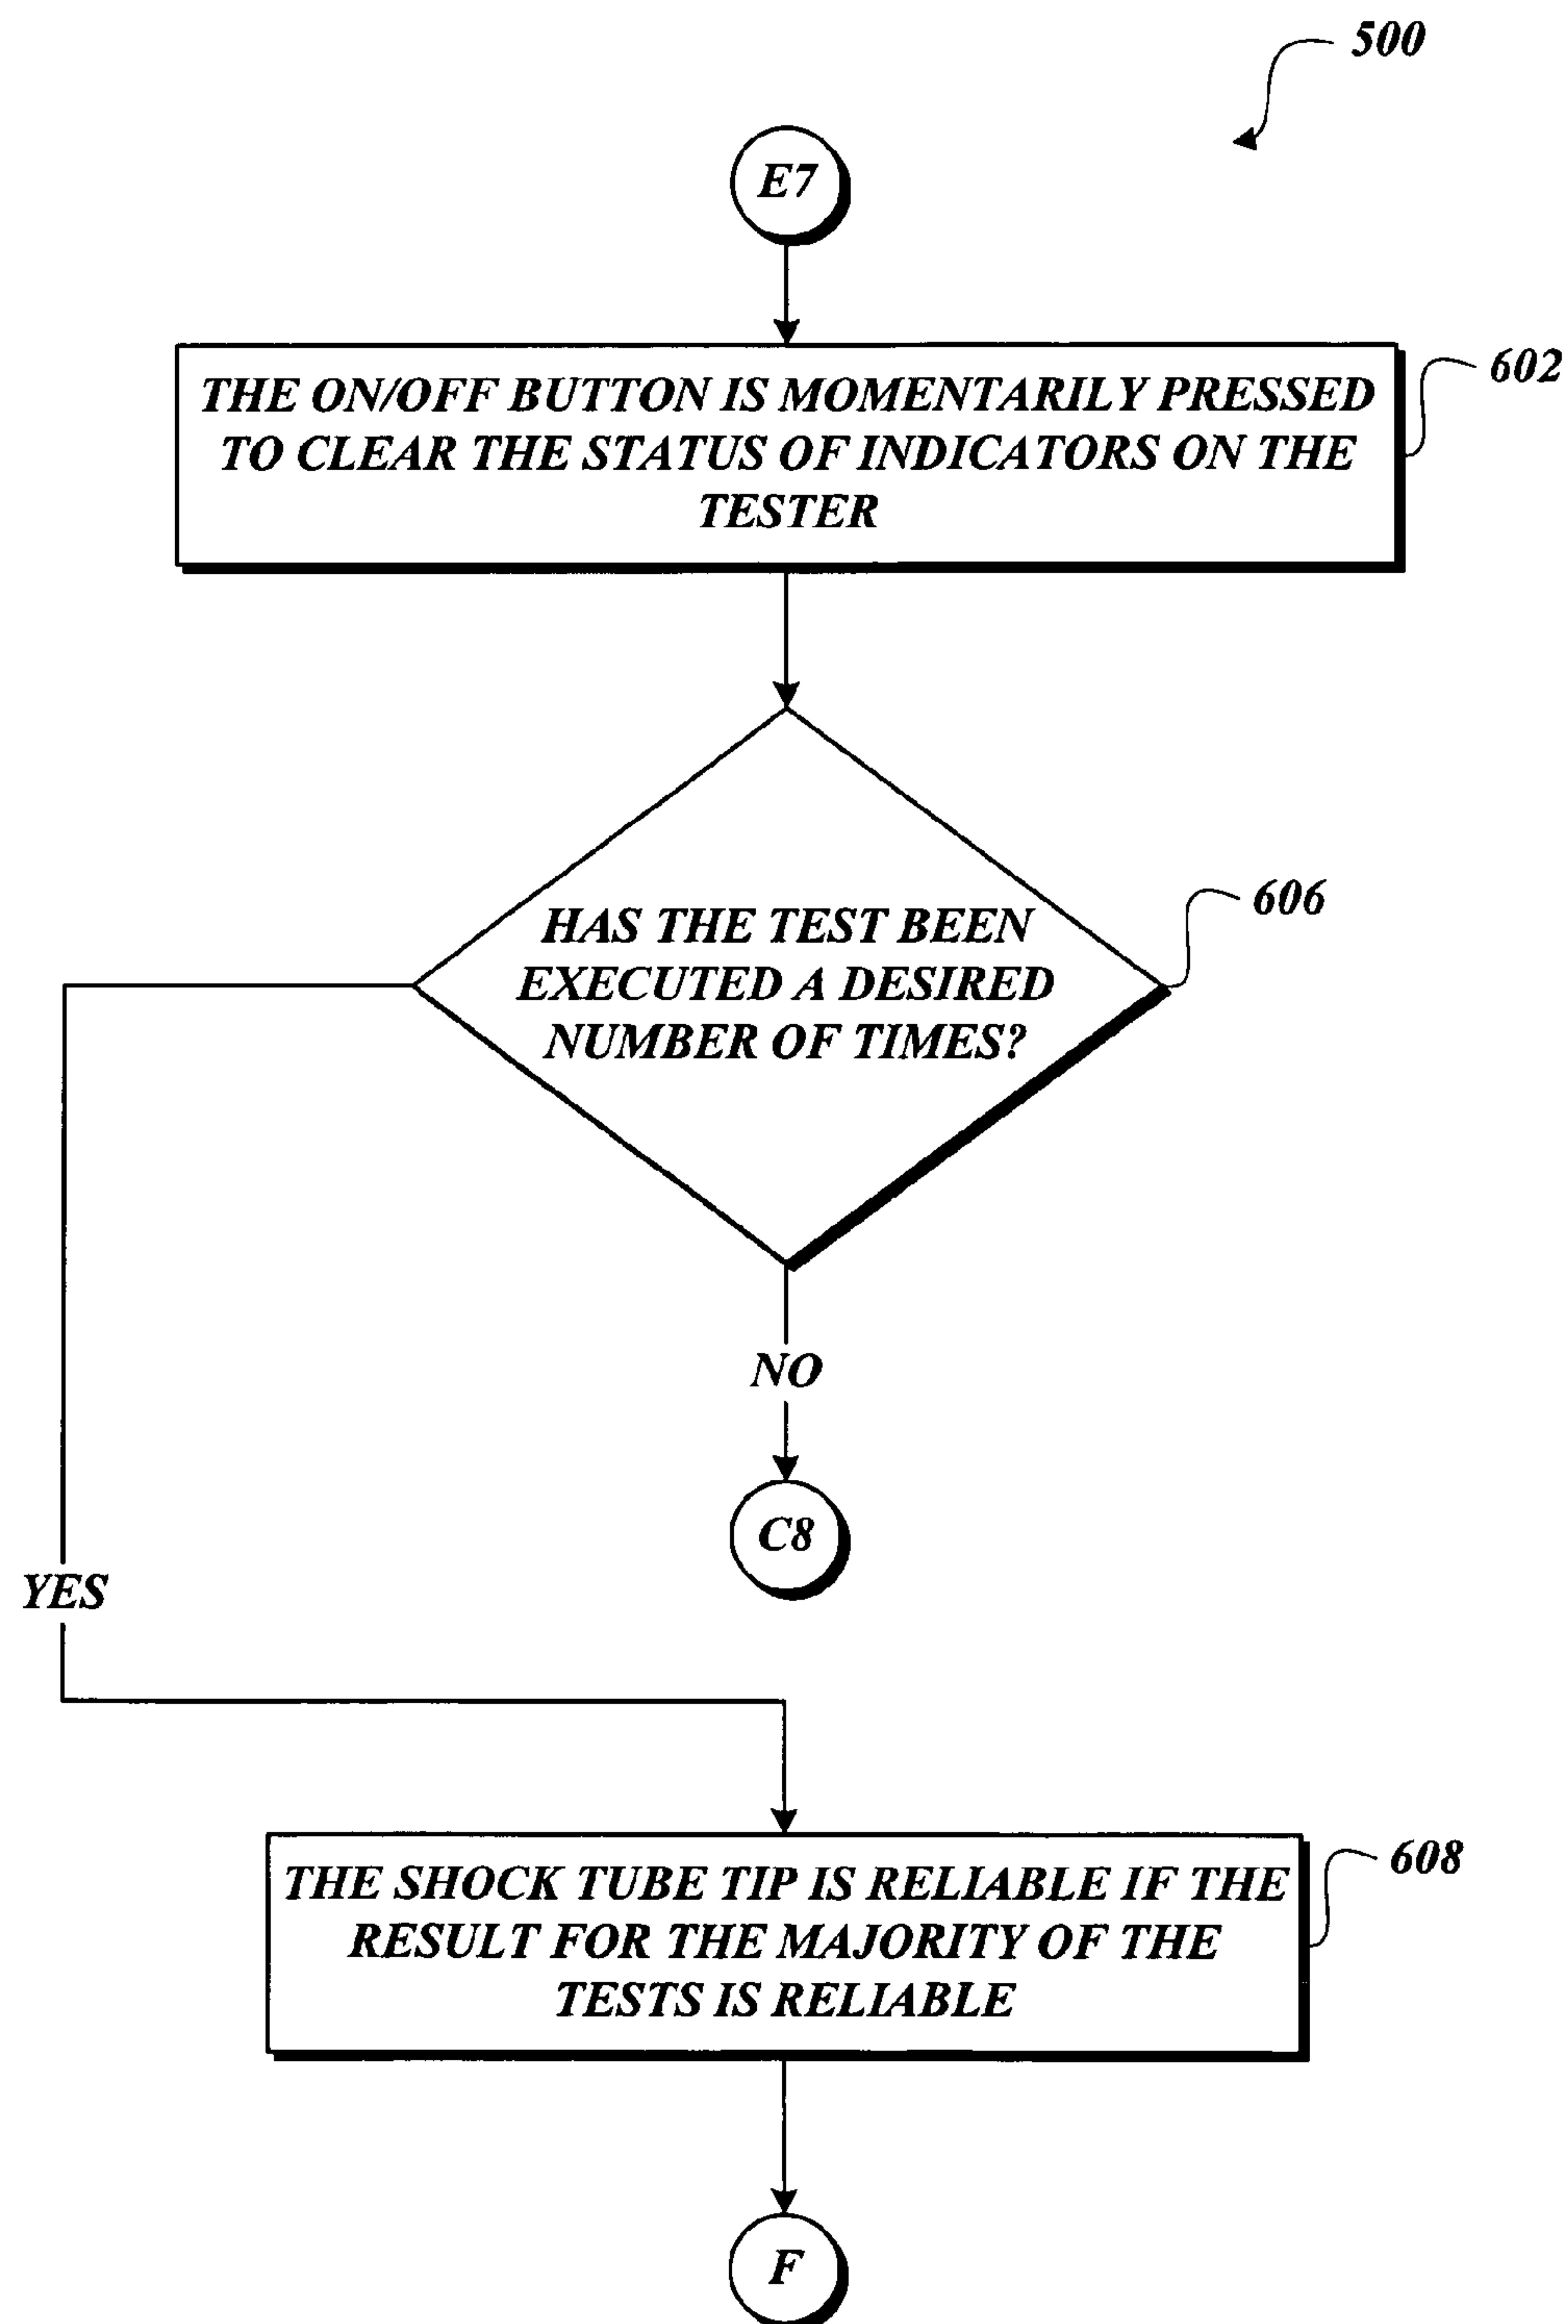 500
E7
THE ON/OFF BUTTON IS MOMENTARILY PRESSED
TO CLEAR THE STATUS OF INDICATORS ON THE
TESTER
602
HAS THE TEST BEEN
EXECUTED A DESIRED
NUMBER OF TIMES?
606
NO
C8
YES
THE SHOCK TUBE TIP IS RELIABLE IF THE
RESULT FOR THE MAJORITY OF THE
TESTS IS RELIABLE
608
F